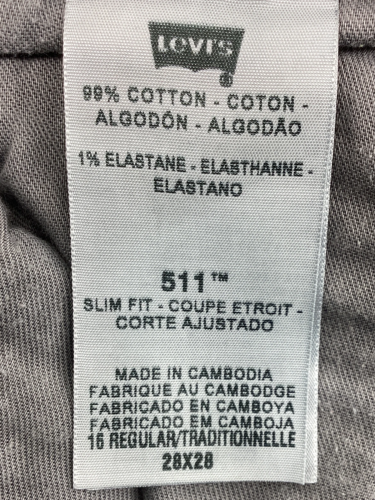 Levi's
99% COTTON - COTON -
ALGODÓN - ALGODÃO
1% ELASTANE - ELASTHANNE -
ELASTANO
511™
SLIM FIT - COUPE ETROIT -
CORTE AJUSTADO
MADE IN CAMBODIA
FABRIQUE AU CAMBODGE
FABRICADO EN CAMBOYA
FABRICADO EM CAMBOJA
16 REGULAR/TRADITIONNELLE
28X28